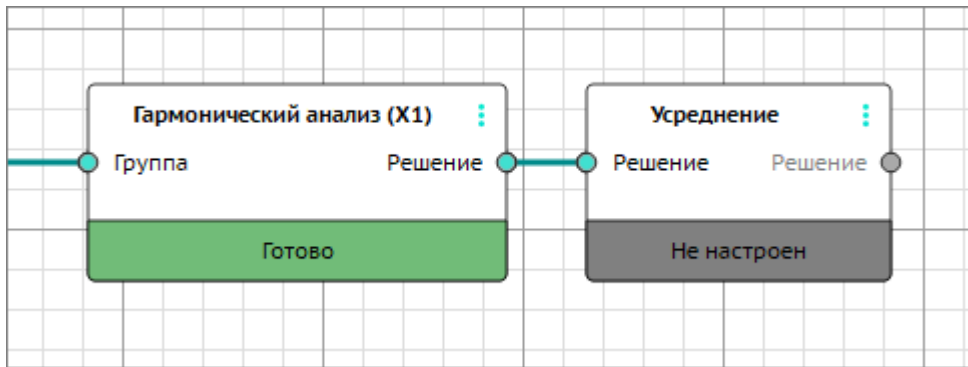 Гармонический анализ (X1)
Группа
Решение
Готово
Усреднение
Решение
Решение
Не настроен